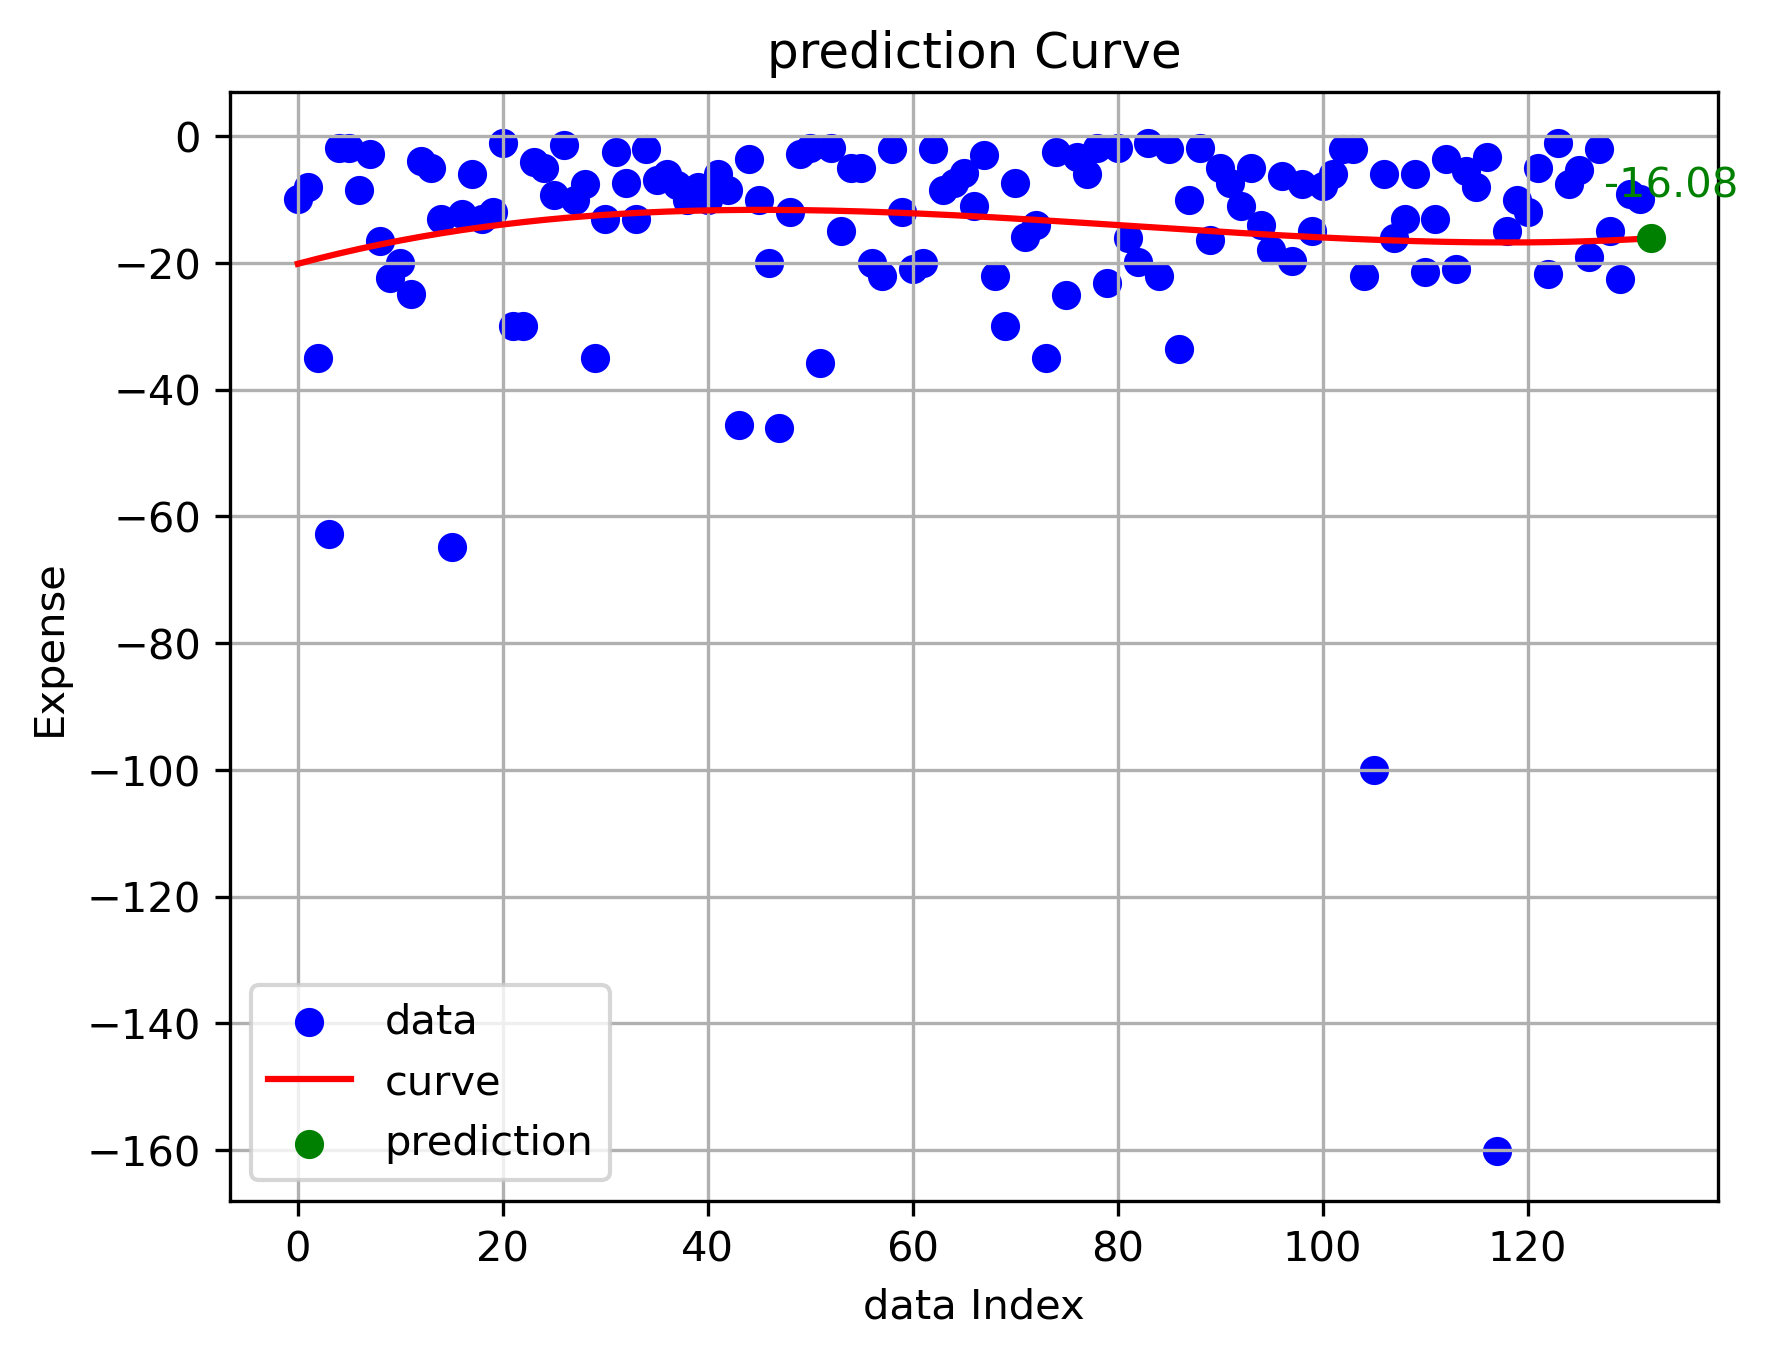 prediction Curve
0
−20
−40
−60
−80
−100
−120
−140
−160
Expense
-16.08
data
curve
prediction
0 20 40 60 80 100 120
data Index